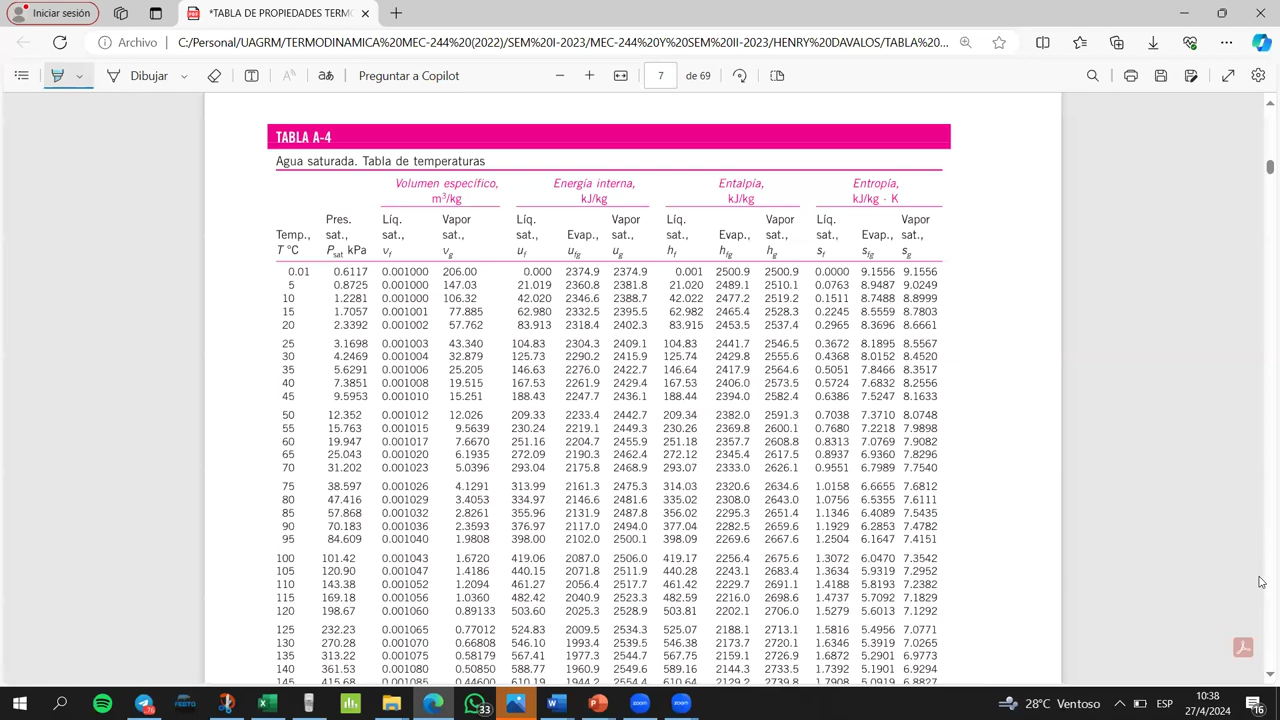 Iniciar sesión
*TABLA DE PROPIEDADES TERMO
Archivo
C:/Personal/UAGRM/TERMODINAMICA%20MEC-244%20(2022)/SEM%20I-2023/MEC-244%20Y%20SEM%20II-2023/HENRY%20DAVALOS/TABLA%20...
Dibujar
Preguntar a Copilot
7 de 69
TABLA A-4
Agua saturada. Tabla de temperaturas
Volumen específico, Energía interna, Entalpía, Entropía,
m³/kg kJ/kg kJ/kg kJ/kg · K
Pres. Líq. Vapor Líq. Vapor Líq. Vapor Líq. Vapor
Temp., sat., sat., sat., sat., Evap., sat., sat., Evap., sat., sat., Evap., sat.,
T °C Psat kPa vf vg uf ufg ug hf hfg hg sf sfg sg
0.01 0.6117 0.001000 206.00 0.000 2374.9 2374.9 0.001 2500.9 2500.9 0.0000 9.1556 9.1556
5 0.8725 0.001000 147.03 21.019 2360.8 2381.8 21.020 2489.1 2510.1 0.0763 8.9487 9.0249
10 1.2281 0.001000 106.32 42.020 2346.6 2388.7 42.022 2477.2 2519.2 0.1511 8.7488 8.8999
15 1.7057 0.001001 77.885 62.980 2332.5 2395.5 62.982 2465.4 2528.3 0.2245 8.5559 8.7803
20 2.3392 0.001002 57.762 83.913 2318.4 2402.3 83.915 2453.5 2537.4 0.2965 8.3696 8.6661
25 3.1698 0.001003 43.340 104.83 2304.3 2409.1 104.83 2441.7 2546.5 0.3672 8.1895 8.5567
30 4.2469 0.001004 32.879 125.73 2290.2 2415.9 125.74 2429.8 2555.6 0.4368 8.0152 8.4520
35 5.6291 0.001006 25.205 146.63 2276.0 2422.7 146.64 2417.9 2564.6 0.5051 7.8466 8.3517
40 7.3851 0.001008 19.515 167.53 2261.9 2429.4 167.53 2406.0 2573.5 0.5724 7.6832 8.2556
45 9.5953 0.001010 15.251 188.43 2247.7 2436.1 188.44 2394.0 2582.4 0.6386 7.5247 8.1633
50 12.352 0.001012 12.026 209.33 2233.4 2442.7 209.34 2382.0 2591.3 0.7038 7.3710 8.0748
55 15.763 0.001015 9.5639 230.24 2219.1 2449.3 230.26 2369.8 2600.1 0.7680 7.2218 7.9898
60 19.947 0.001017 7.6670 251.16 2204.7 2455.9 251.18 2357.7 2608.8 0.8313 7.0769 7.9082
65 25.043 0.001020 6.1935 272.09 2190.3 2462.4 272.12 2345.4 2617.5 0.8937 6.9360 7.8296
70 31.202 0.001023 5.0396 293.04 2175.8 2468.9 293.07 2333.0 2626.1 0.9551 6.7989 7.7540
75 38.597 0.001026 4.1291 313.99 2161.3 2475.3 314.03 2320.6 2634.6 1.0158 6.6655 7.6812
80 47.416 0.001029 3.4053 334.97 2146.6 2481.6 335.02 2308.0 2643.0 1.0756 6.5355 7.6111
85 57.868 0.001032 2.8261 355.96 2131.9 2487.8 356.02 2295.3 2651.4 1.1346 6.4089 7.5435
90 70.183 0.001036 2.3593 376.97 2117.0 2494.0 377.04 2282.5 2659.6 1.1929 6.2853 7.4782
95 84.609 0.001040 1.9808 398.00 2102.0 2500.1 398.09 2269.6 2667.6 1.2504 6.1647 7.4151
100 101.42 0.001043 1.6720 419.06 2087.0 2506.0 419.17 2256.4 2675.6 1.3072 6.0470 7.3542
105 120.90 0.001047 1.4186 440.15 2071.8 2511.9 440.28 2243.1 2683.4 1.3634 5.9319 7.2952
110 143.38 0.001052 1.2094 461.27 2056.4 2517.7 461.42 2229.7 2691.1 1.4188 5.8193 7.2382
115 169.18 0.001056 1.0360 482.42 2040.9 2523.3 482.59 2216.0 2698.6 1.4737 5.7092 7.1829
120 198.67 0.001060 0.89133 503.60 2025.3 2528.9 503.81 2202.1 2706.0 1.5279 5.6013 7.1292
125 232.23 0.001065 0.77012 524.83 2009.5 2534.3 525.07 2188.1 2713.1 1.5816 5.4956 7.0771
130 270.28 0.001070 0.66808 546.10 1993.4 2539.5 546.38 2173.7 2720.1 1.6346 5.3919 7.0265
135 313.22 0.001075 0.58179 567.41 1977.3 2544.7 567.75 2159.1 2726.9 1.6872 5.2901 6.9773
140 361.53 0.001080 0.50850 588.77 1960.9 2549.6 589.16 2144.3 2733.5 1.7392 5.1901 6.9294
145 415.68 0.001085 0.44600 610.19 1944.2 2554.4 610.64 2129.2 2739.8 1.7908 5.0919 6.8827
28°C Ventoso
ESP
10:38
27/4/2024
16
33
76
FESTO
zoom
zoom